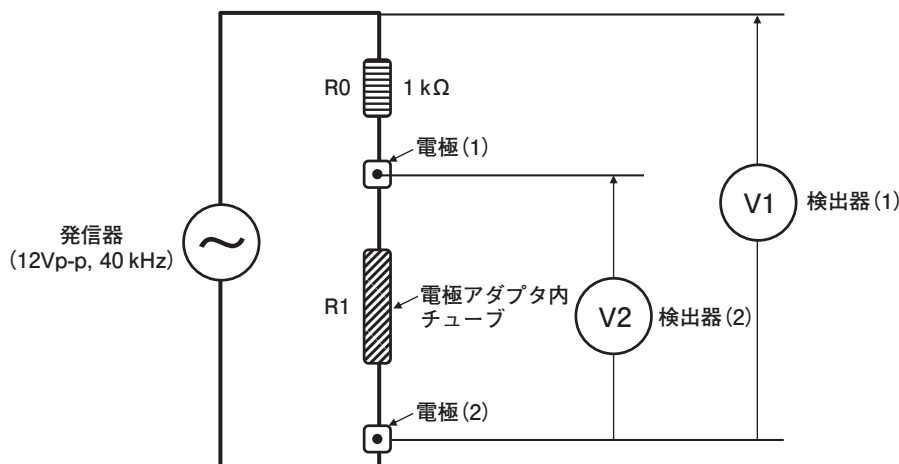 R0
1 kΩ
電極(1)
V1
検出器(1)
発信器
(12Vp-p, 40 kHz)
R1
電極アダプタ内
チューブ
V2
検出器(2)
電極(2)